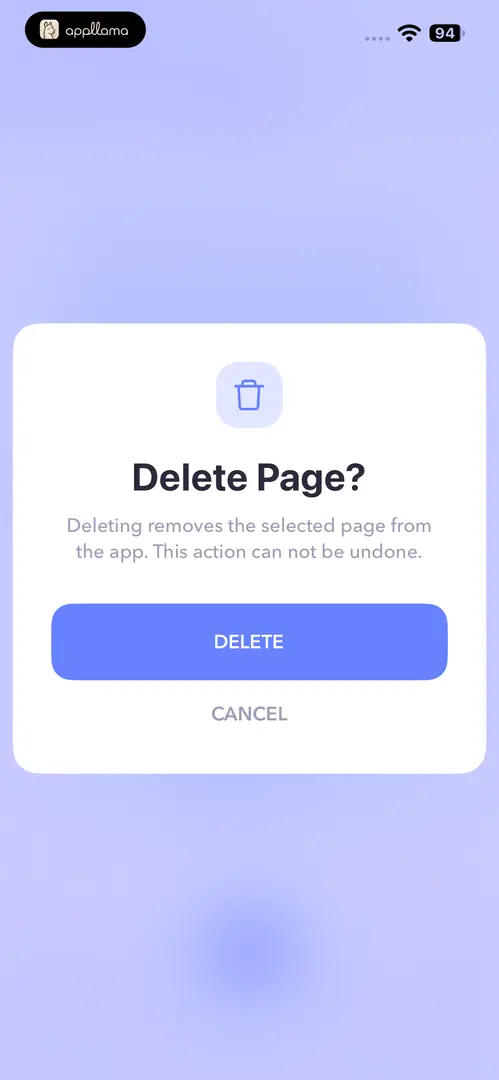 appllama
94
Delete Page?
Deleting removes the selected page from
the app. This action can not be undone.
DELETE
CANCEL